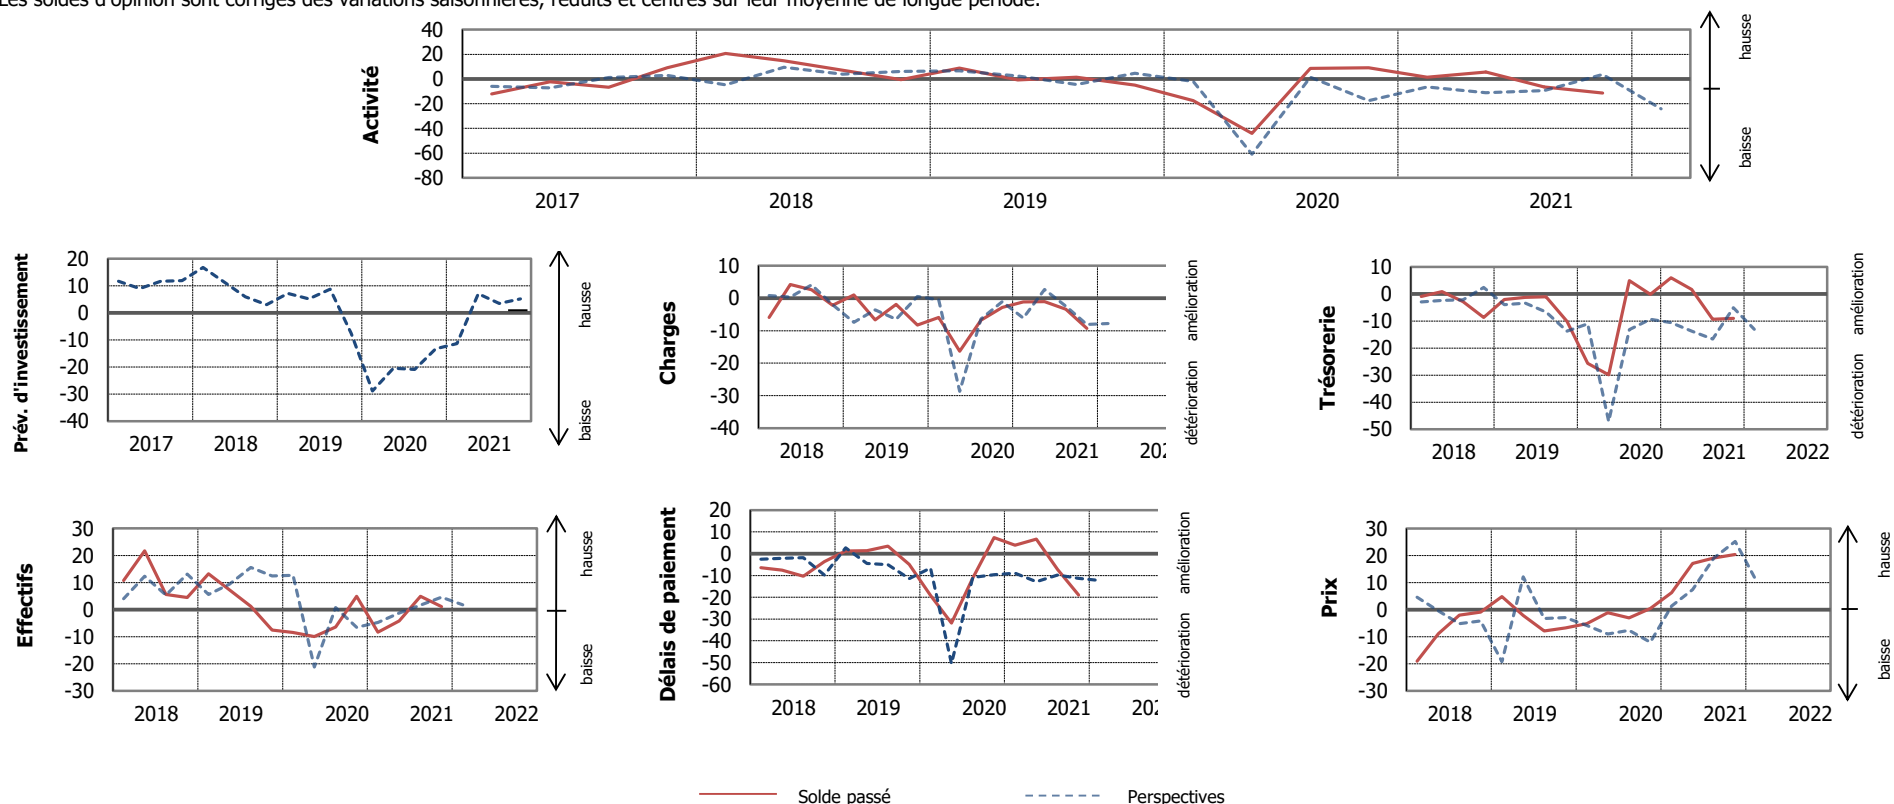 Les soldes d'opinion sont corrigés des variations saisonnières, réduits et centrés sur leur moyenne de longue période.
Activité
40
20
0
-20
-40
-60
-80
2017 2018 2019 2020 2021
hausse
baisse
Prév. d'investissement
20
10
0
-10
-20
-30
-40
2017 2018 2019 2020 2021
hausse
baisse
Charges
10
0
-10
-20
-30
-40
2018 2019 2020 2021 202
amélioration
détérioration
Trésorerie
10
0
-10
-20
-30
-40
-50
2018 2019 2020 2021 2022
amélioration
détérioration
Effectifs
30
20
10
0
-10
-20
-30
2018 2019 2020 2021 2022
hausse
baisse
Délais de paiement
20
10
0
-10
-20
-30
-40
-50
-60
2018 2019 2020 2021 202
amélioration
détérioration
Prix
30
20
10
0
-10
-20
-30
2018 2019 2020 2021 2022
hausse
baisse
Solde passé Perspectives